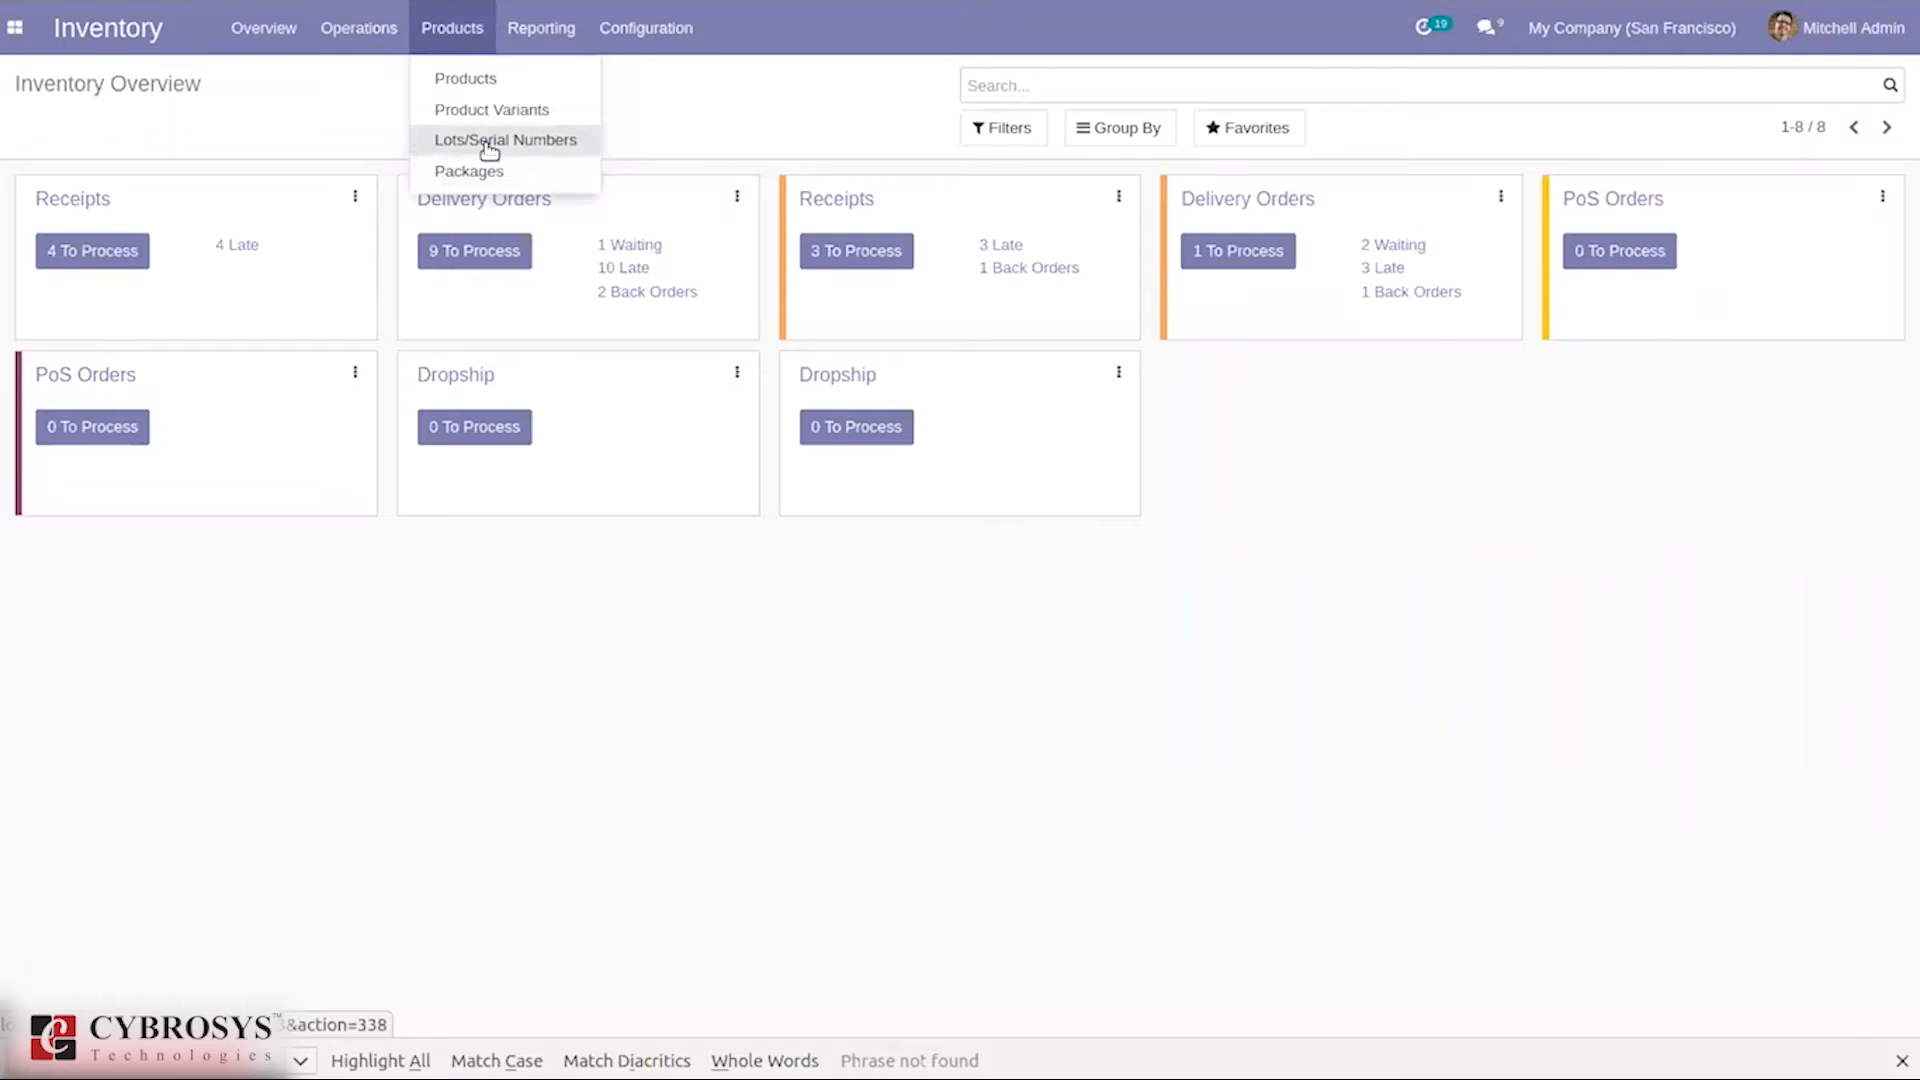 Inventory Overview Operations Products Reporting Configuration 19 9 My Company (San Francisco) Mitchell Admin
Inventory Overview
Search...
Filters Group By Favorites 1-8 / 8
Products
Product Variants
Lots/Serial Numbers
Packages
Receipts
4 To Process 4 Late
Delivery Orders
9 To Process 1 Waiting
10 Late
2 Back Orders
Receipts
3 To Process 3 Late
1 Back Orders
Delivery Orders
1 To Process 2 Waiting
3 Late
1 Back Orders
PoS Orders
0 To Process
PoS Orders
0 To Process
Dropship
0 To Process
Dropship
0 To Process
&action=338
CYBROSYS™
Technologies
Highlight All Match Case Match Diacritics Whole Words Phrase not found